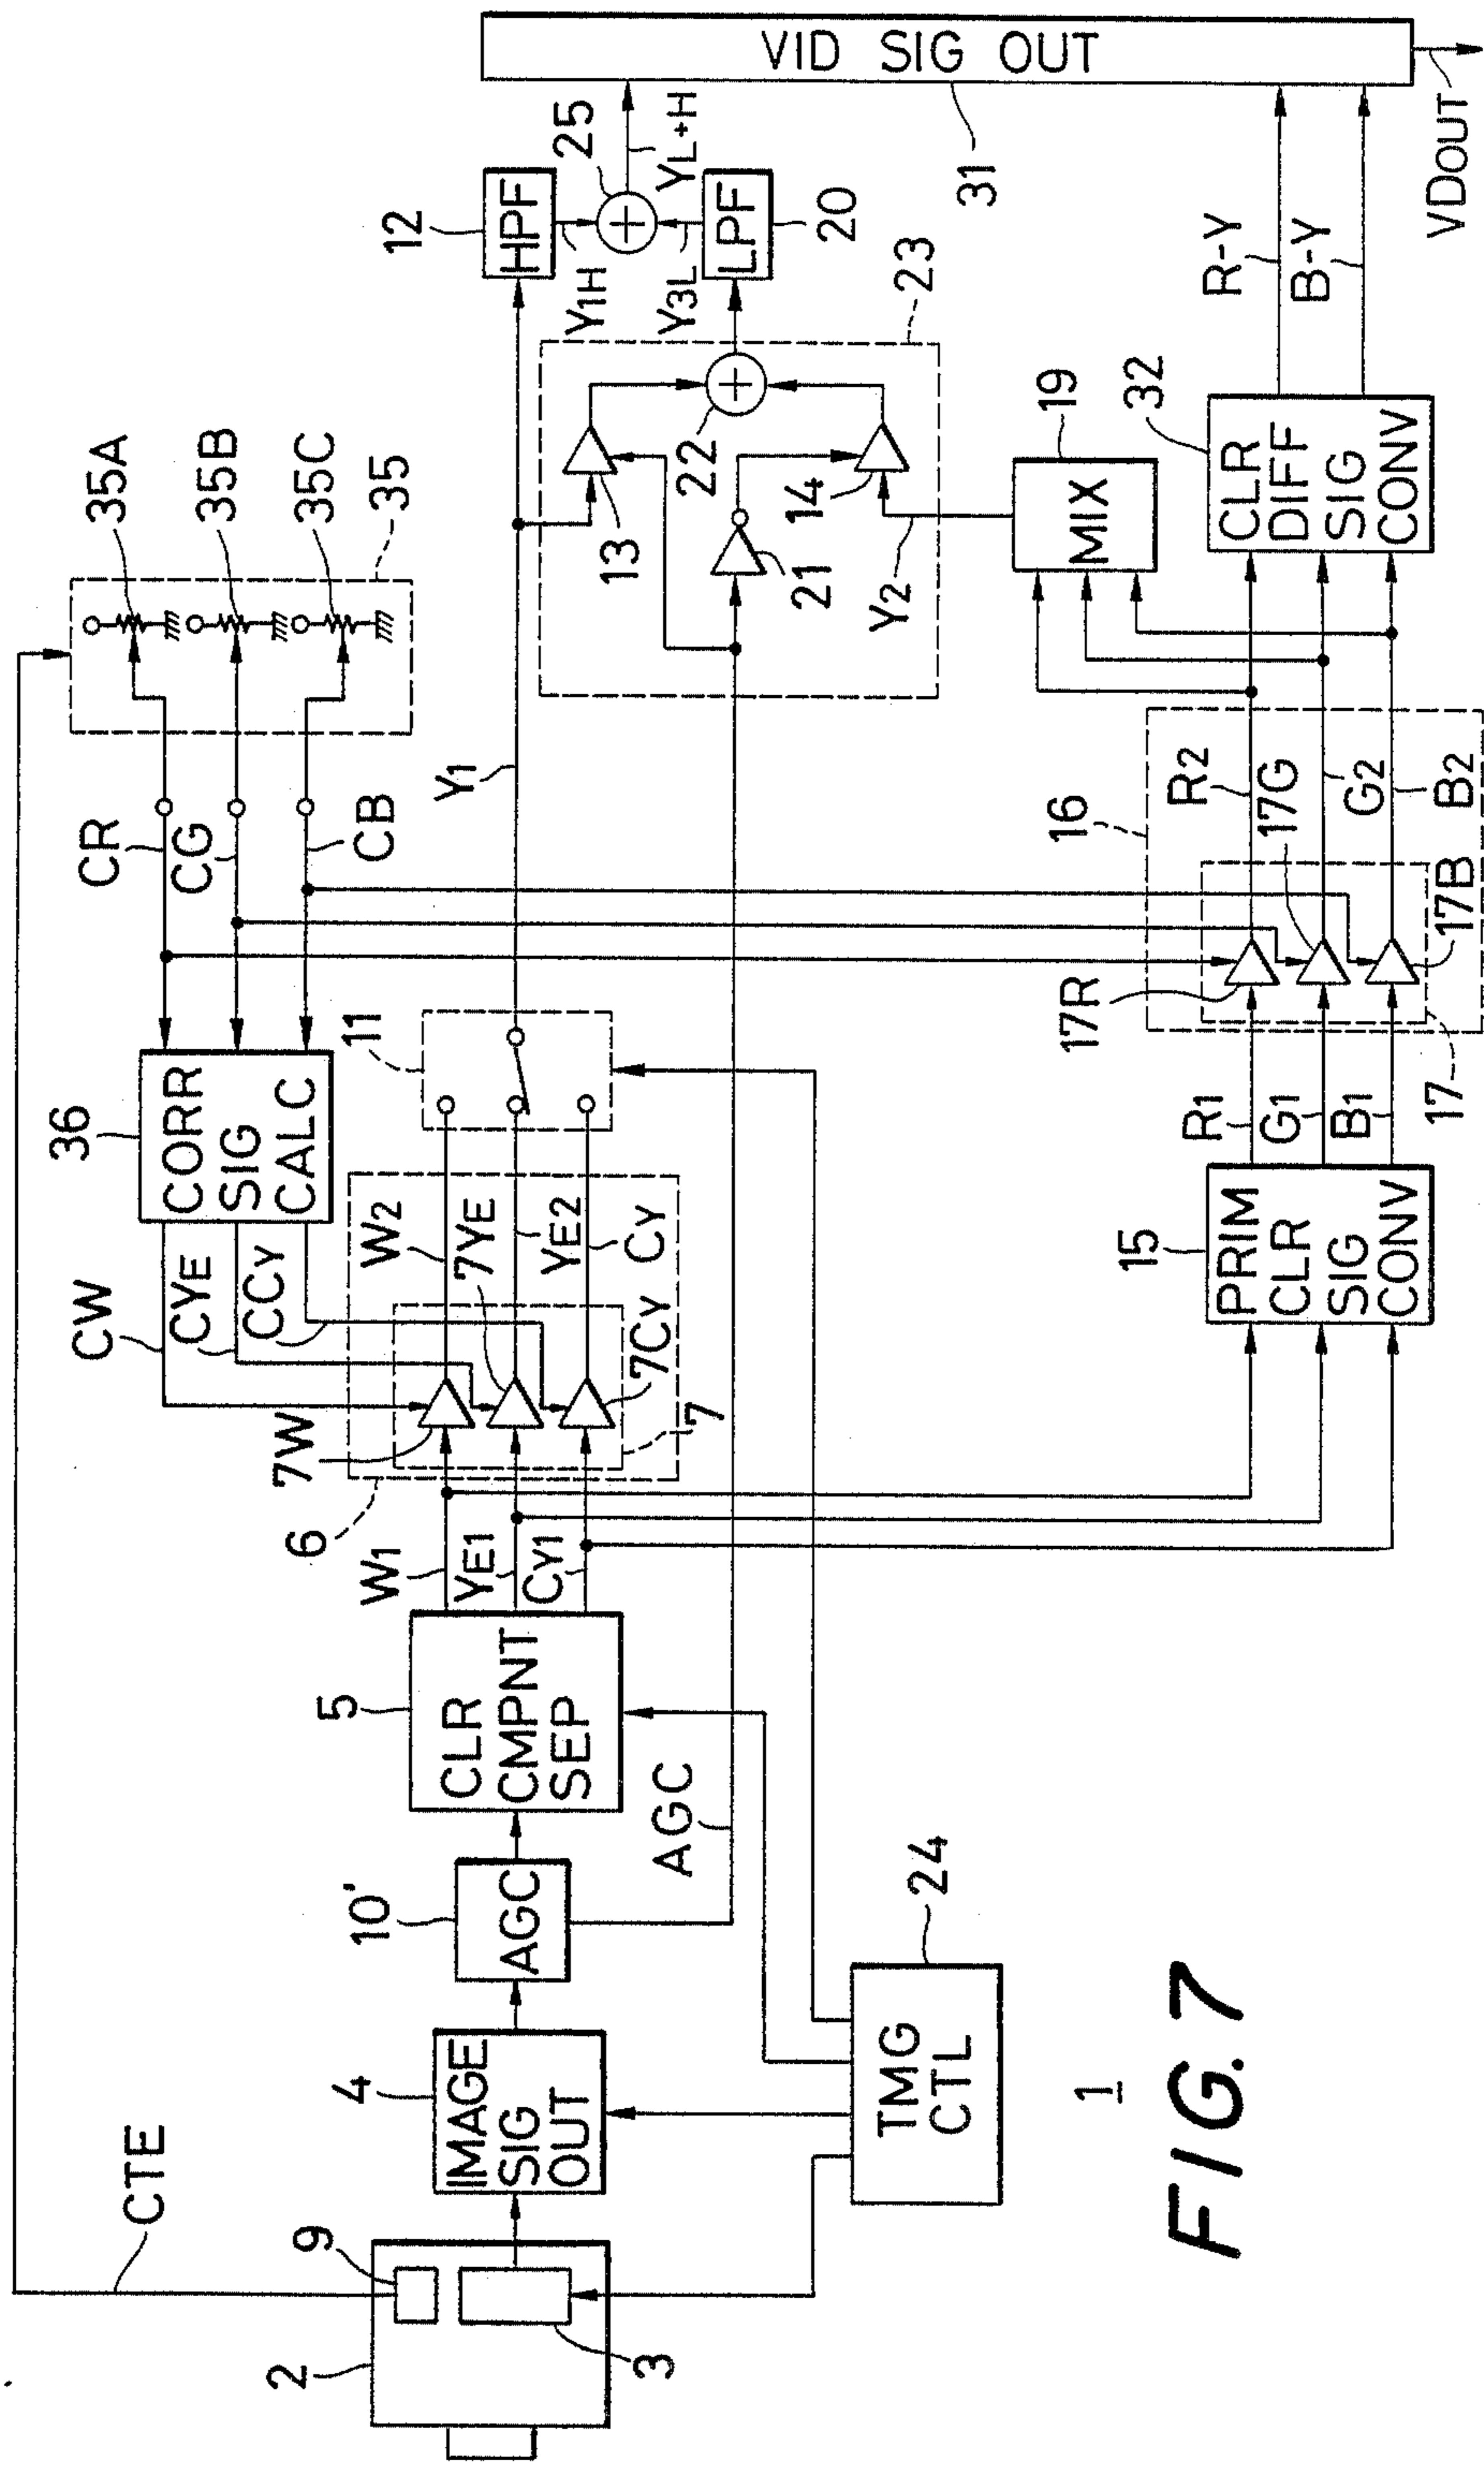 CTE
2
9
3
4
IMAGE
SIG
OUT
10'
AGC
AGC
5
CLR
CMPNT
SEP
TMG
CTL
24
1
W1
YE1
CY1
6
7W
7
7YE
7CY
W2
YE2
CY
CW
CYE
CCY
36
CORR
SIG
CALC
11
CR
CG
CB
35A
35B
35C
35
Y1
15
PRIM
CLR
SIG
CONV
R1
G1
B1
17R
17
16
17G
17B
R2
G2
B2
13
21
14
22
23
Y2
19
MIX
32
CLR
DIFF
SIG
CONV
12
HPF
Y1H
Y3L
LPF
20
25
YL+H
R-Y
B-Y
31
VID SIG OUT
VDOUT
FIG. 7